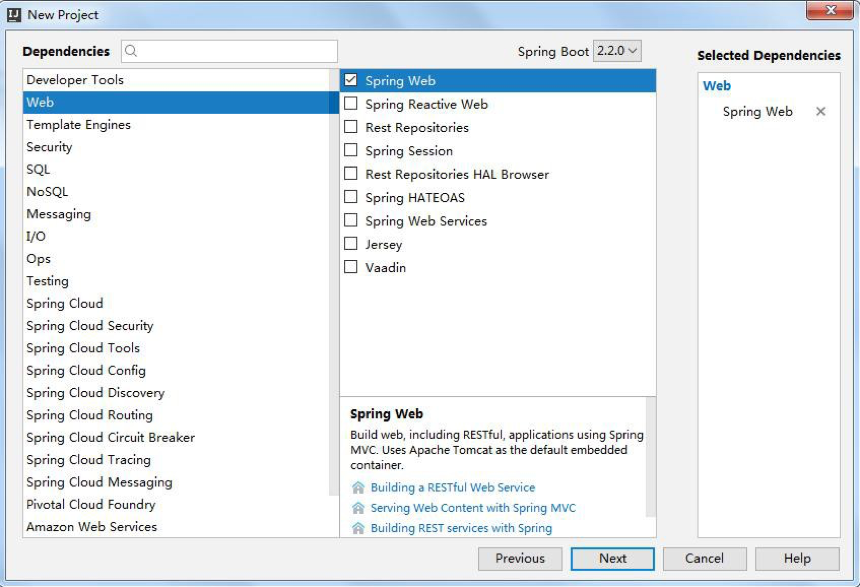 New Project
Dependencies
Spring Boot 2.2.0
Selected Dependencies
Developer Tools
Web
Template Engines
Security
SQL
NoSQL
Messaging
I/O
Ops
Testing
Spring Cloud
Spring Cloud Security
Spring Cloud Tools
Spring Cloud Config
Spring Cloud Discovery
Spring Cloud Routing
Spring Cloud Circuit Breaker
Spring Cloud Tracing
Spring Cloud Messaging
Pivotal Cloud Foundry
Amazon Web Services
Spring Web
Spring Reactive Web
Rest Repositories
Spring Session
Rest Repositories HAL Browser
Spring HATEOAS
Spring Web Services
Jersey
Vaadin
Spring Web
Build web, including RESTful, applications using Spring
MVC. Uses Apache Tomcat as the default embedded
container.
Building a RESTful Web Service
Serving Web Content with Spring MVC
Building REST services with Spring
Web
Spring Web
Previous
Next
Cancel
Help